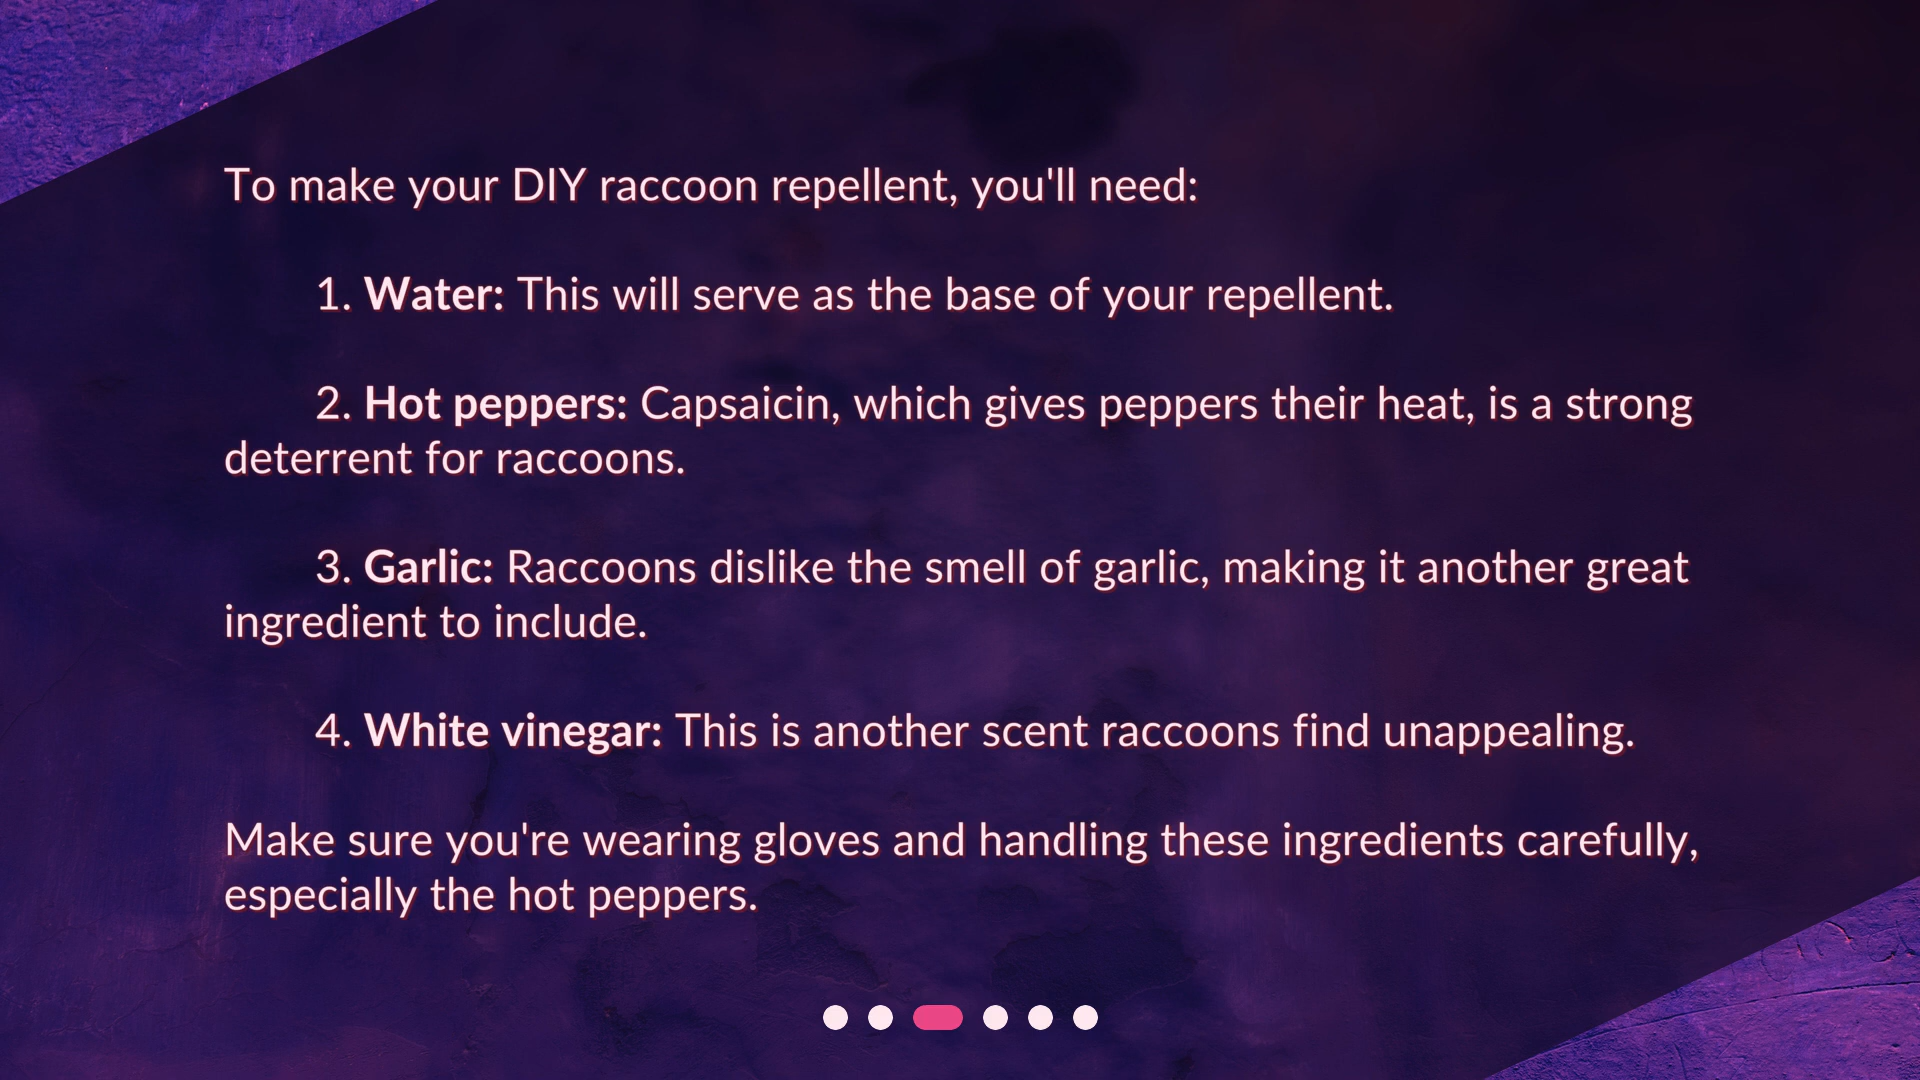 To make your DIY raccoon repellent, you'll need:
1. Water: This will serve as the base of your repellent.
2. Hot peppers: Capsaicin, which gives peppers their heat, is a strong
deterrent for raccoons.
3. Garlic: Raccoons dislike the smell of garlic, making it another great
ingredient to include.
4. White vinegar: This is another scent raccoons find unappealing.
Make sure you're wearing gloves and handling these ingredients carefully,
especially the hot peppers.